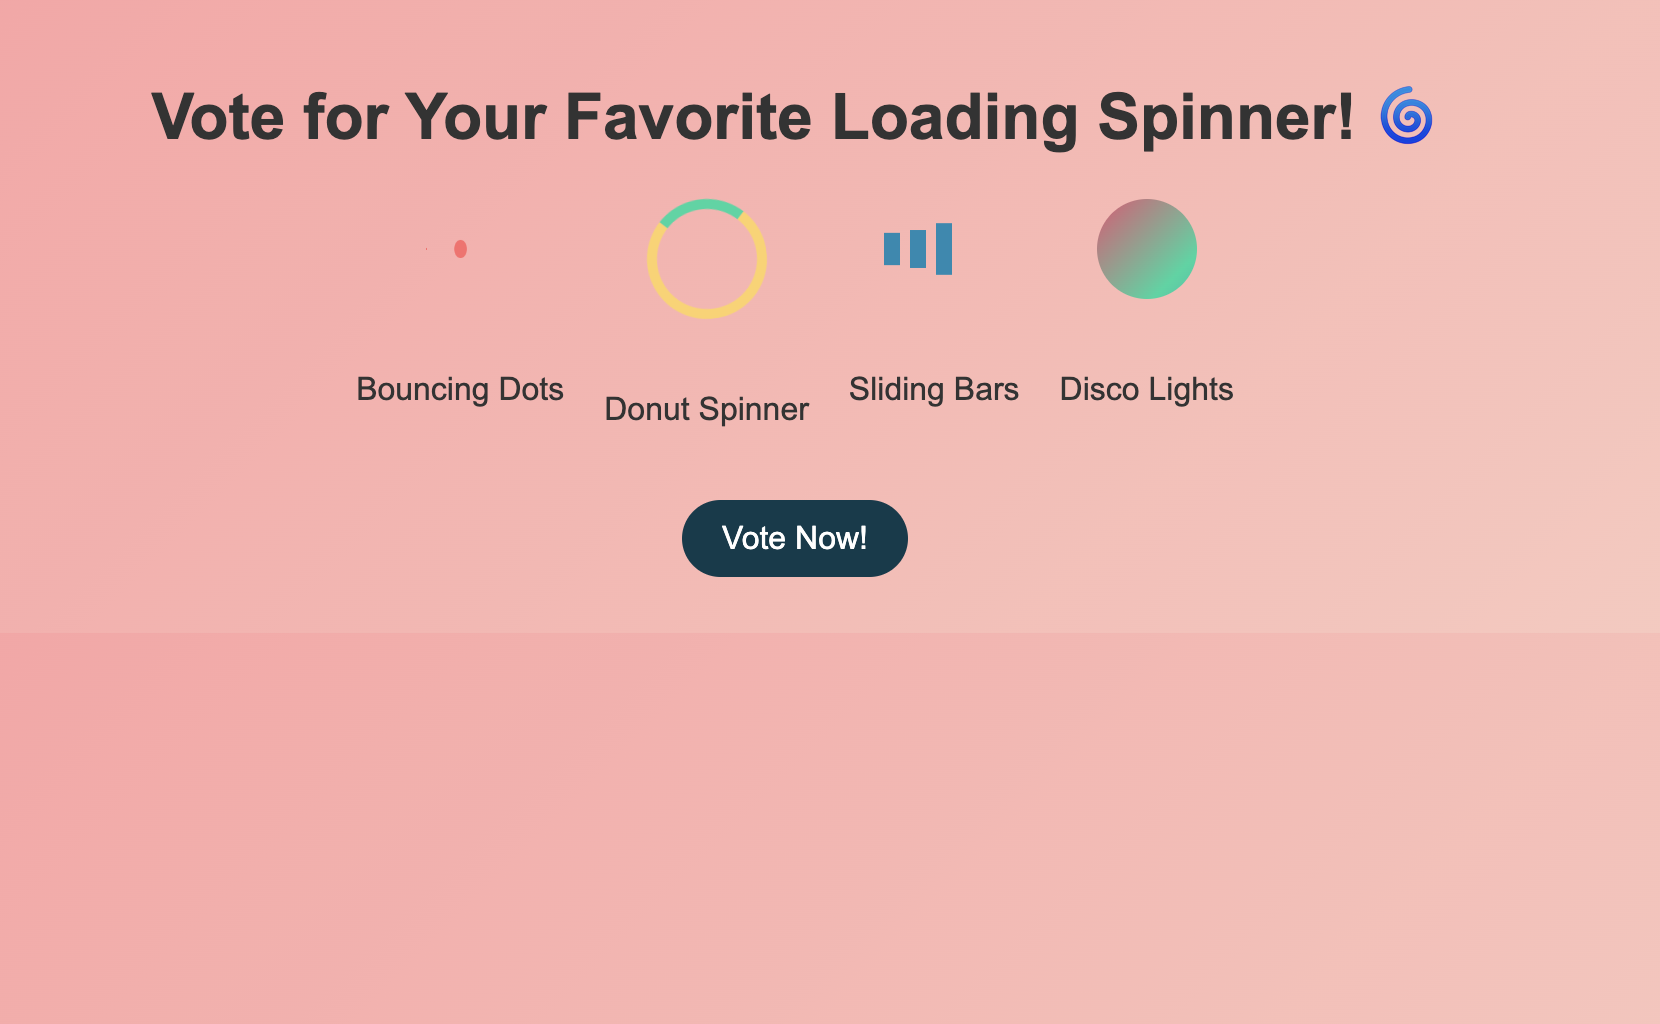 Vote for Your Favorite Loading Spinner! 🌀
Bouncing Dots
Donut Spinner
Sliding Bars
Disco Lights
Vote Now!